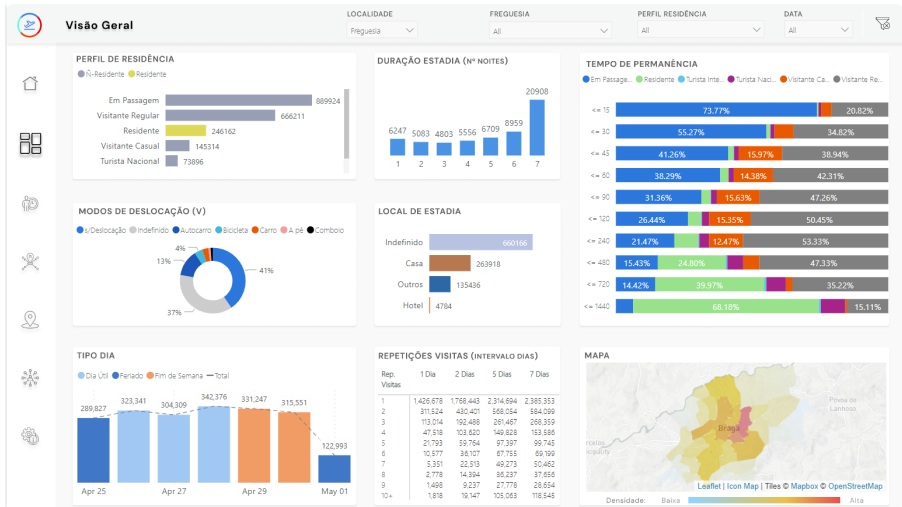 Visão Geral
LOCALIDADE
Freguesia
FREGUESIA
All
PERFIL RESIDÊNCIA
All
DATA
All
PERFIL DE RESIDÊNCIA
Ñ-Residente Residente
Em Passagem 889924
Visitante Regular 666211
Residente 246162
Visitante Casual 145314
Turista Nacional 73896
DURAÇÃO ESTADIA (Nº NOITES)
6247 5083 4803 5556 6709 8959 20908
1 2 3 4 5 6 7
TEMPO DE PERMANÊNCIA
Em Passage... Residente Turista Inte... Turista Naci... Visitante Ca... Visitante Re...
<= 15 73.77% 20.82%
<= 30 55.27% 34.82%
<= 45 41.26% 15.97% 38.94%
<= 60 38.29% 14.38% 42.31%
<= 90 31.36% 15.63% 47.26%
<= 120 26.44% 15.35% 50.45%
<= 240 21.47% 12.47% 53.33%
<= 480 15.43% 24.80% 47.33%
<= 720 14.42% 39.97% 35.22%
<= 1440 68.18% 15.11%
MODOS DE DESLOCAÇÃO (V)
s/Deslocação Indefinido Autocarro Bicicleta Carro A pé Comboio
4%
13%
41%
37%
LOCAL DE ESTADIA
Indefinido 660166
Casa 263918
Outros 135436
Hotel 4784
TIPO DIA
Dia Útil Feriado Fim de Semana Total
289,827 323,341 304,309 342,376 331,247 315,551 122,993
Apr 25 Apr 27 Apr 29 May 01
REPETIÇÕES VISITAS (INTERVALO DIAS)
Rep. Visitas 1 Dia 2 Dias 5 Dias 7 Dias
1 1,426,678 1,768,443 2,314,694 2,385,353
2 311,524 430,401 568,054 584,099
3 113,014 192,488 261,467 268,359
4 47,518 103,620 149,828 153,586
5 21,793 59,764 97,397 99,745
6 10,577 36,107 67,755 69,199
7 5,351 22,513 49,273 50,462
8 2,778 14,394 36,237 37,656
9 1,498 9,237 27,778 28,654
10+ 1,818 19,147 105,063 118,545
MAPA
Póvoa de
Lanhoso
Braga
Leaflet | Icon Map | Tiles © Mapbox © OpenStreetMap
Densidade: Baixa Alta